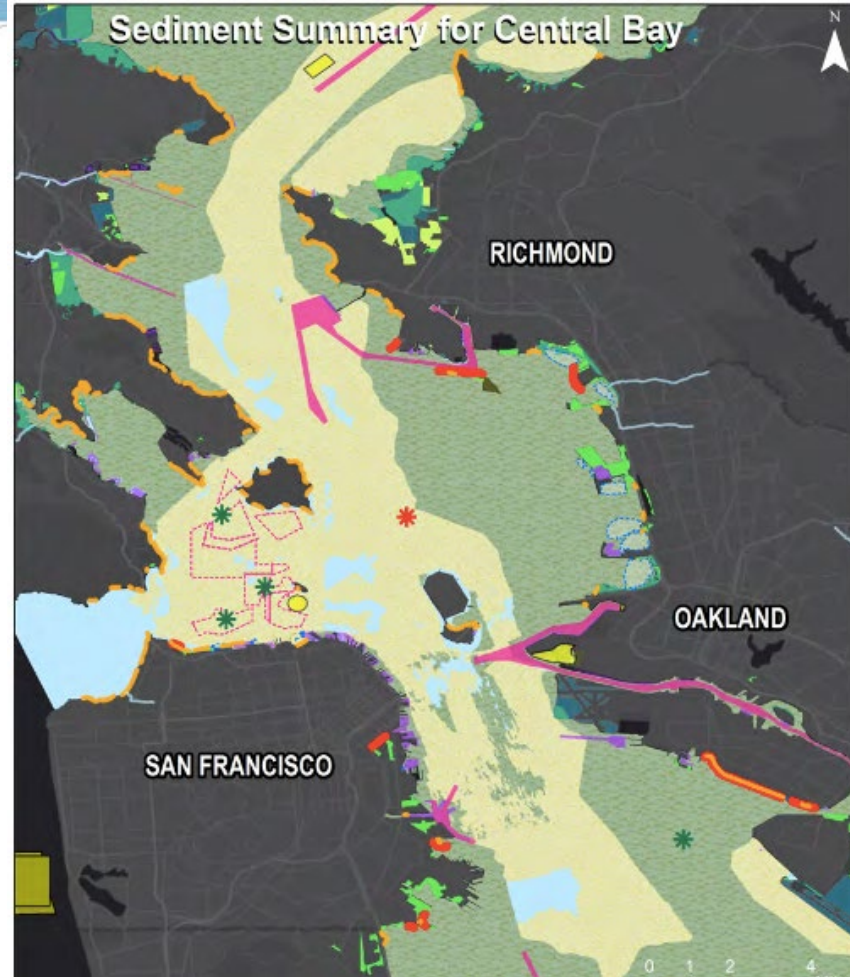 Sediment Summary for Central Bay
N
RICHMOND
OAKLAND
SAN FRANCISCO
0 1 2 4